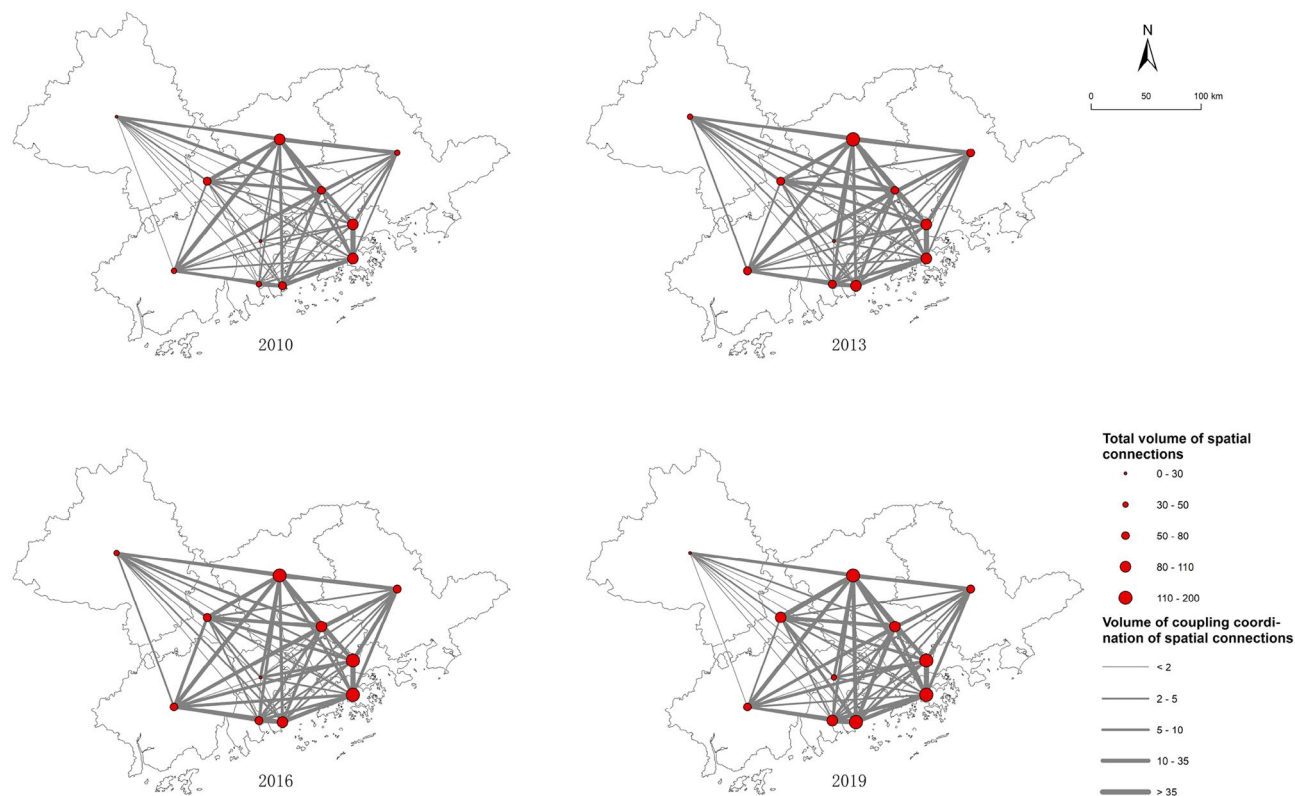 N
0 50 100 km
2010
2013
Total volume of spatial
connections
0 - 30
30 - 50
50 - 80
80 - 110
110 - 200
Volume of coupling coordi-
nation of spatial connections
< 2
2 - 5
5 - 10
10 - 35
> 35
2016
2019